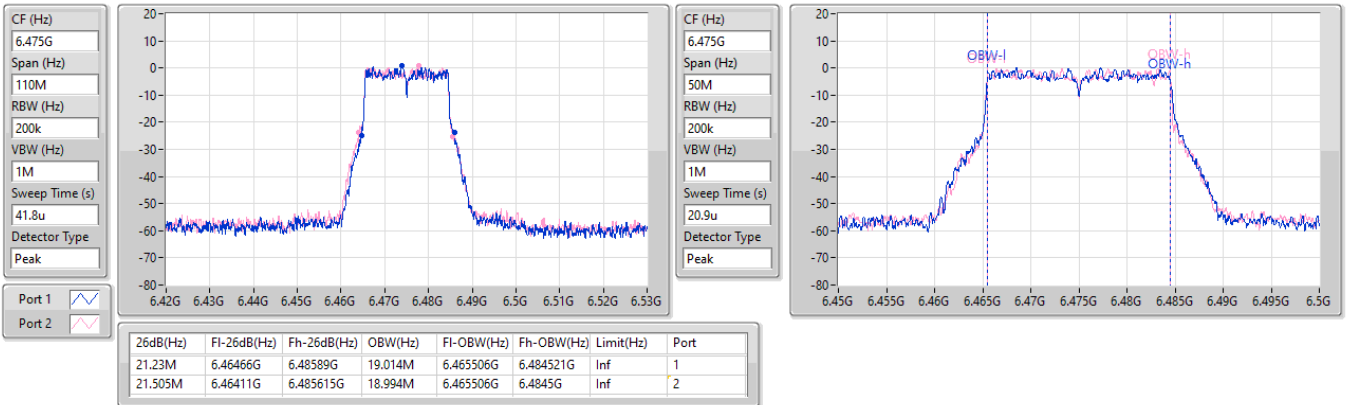 CF (Hz)
6.475G
Span (Hz)
110M
RBW (Hz)
200k
VBW (Hz)
1M
Sweep Time (s)
41.8u
Detector Type
Peak
Port 1
Port 2
20
10
0
-10
-20
-30
-40
-50
-60
-70
-80
6.42G 6.43G 6.44G 6.45G 6.46G 6.47G 6.48G 6.49G 6.5G 6.51G 6.52G 6.53G
CF (Hz)
6.475G
Span (Hz)
50M
RBW (Hz)
200k
VBW (Hz)
1M
Sweep Time (s)
20.9u
Detector Type
Peak
20
10
0
-10
-20
-30
-40
-50
-60
-70
-80
OBW-l
OBW-h
OBW-h
6.45G 6.455G 6.46G 6.465G 6.47G 6.475G 6.48G 6.485G 6.49G 6.495G 6.5G
26dB(Hz) Fl-26dB(Hz) Fh-26dB(Hz) OBW(Hz) Fl-OBW(Hz) Fh-OBW(Hz) Limit(Hz) Port
21.23M 6.46466G 6.48589G 19.014M 6.465506G 6.484521G Inf 1
21.505M 6.46411G 6.485615G 18.994M 6.465506G 6.4845G Inf 2